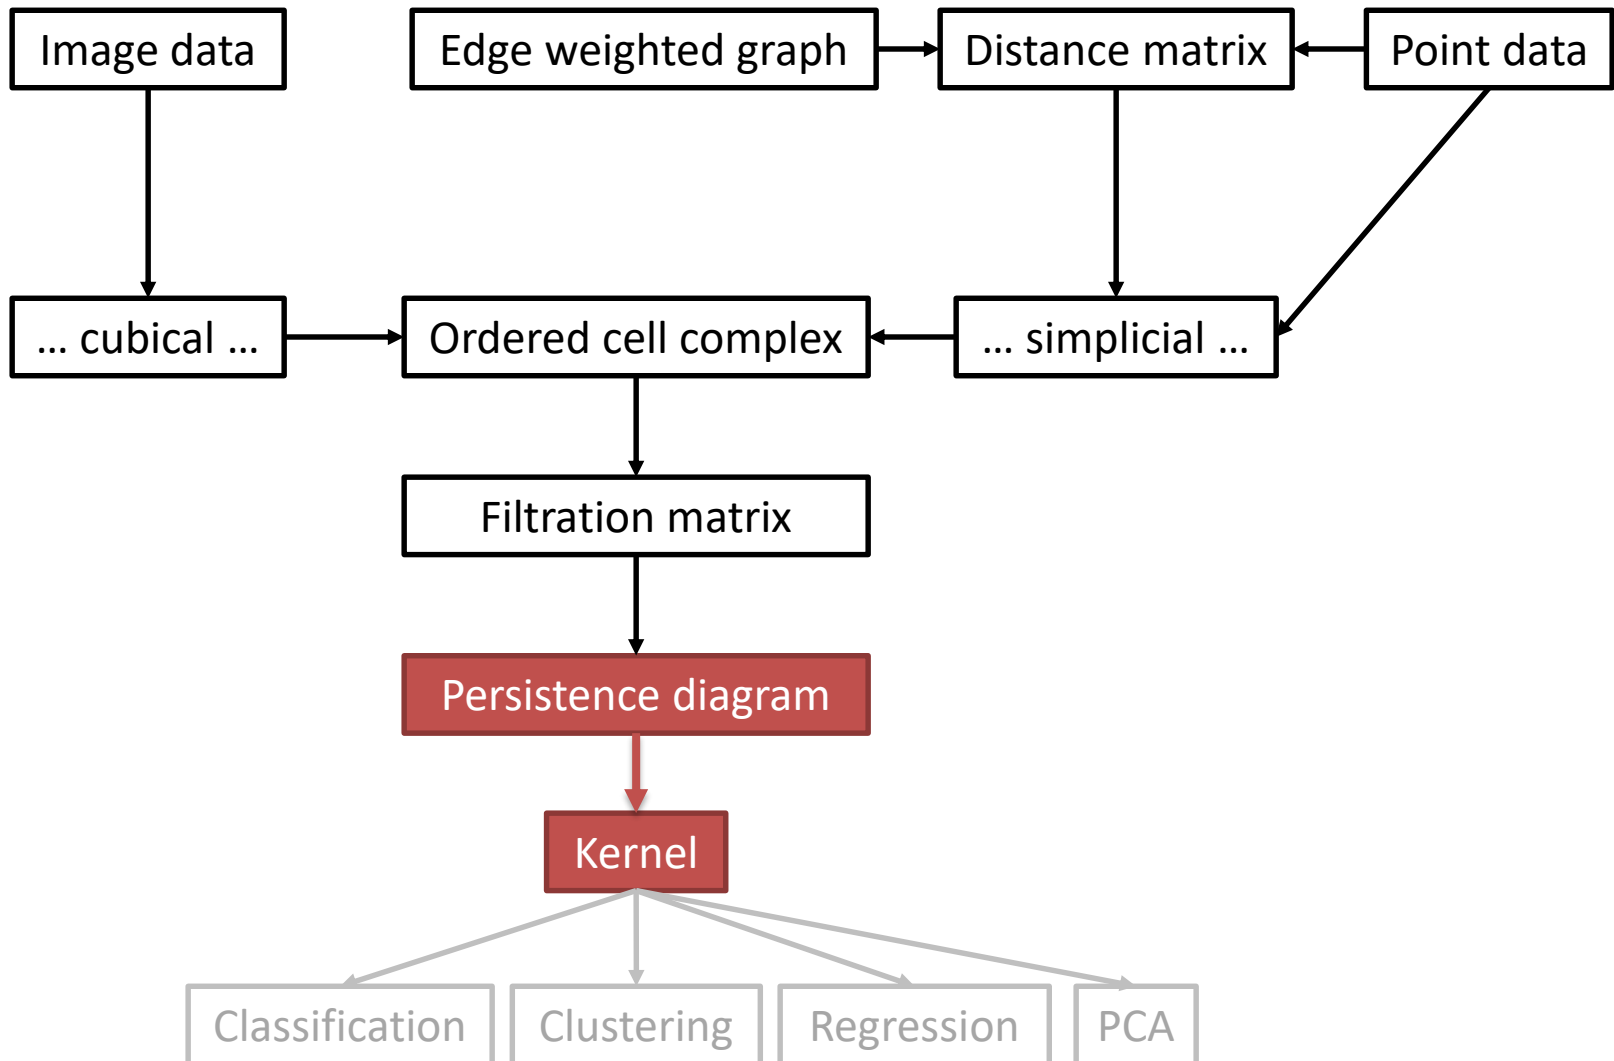 Image data
Edge weighted graph
Distance matrix
Point data
... cubical ...
Ordered cell complex
... simplicial ...
Filtration matrix
Persistence diagram
Kernel
Classification
Clustering
Regression
PCA